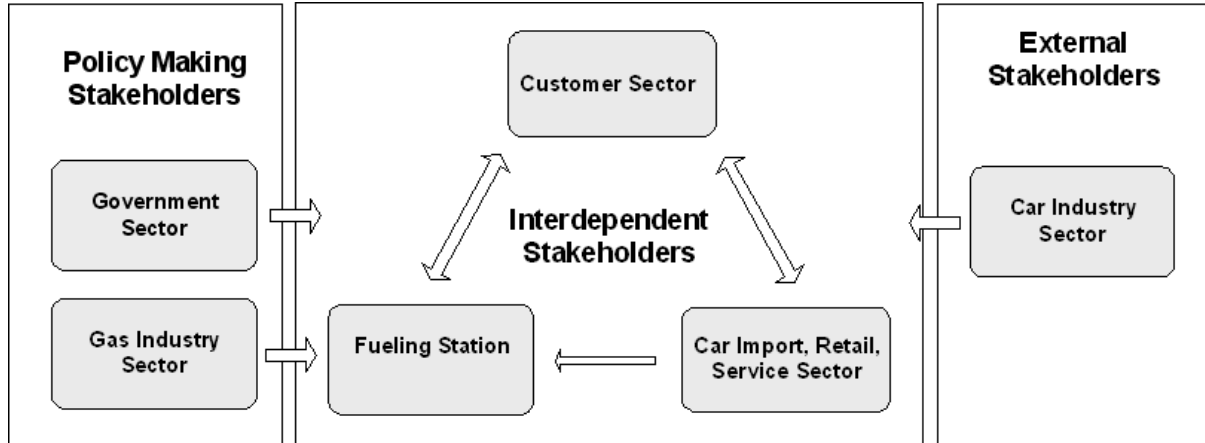 Policy Making
Stakeholders
Government
Sector
Gas Industry
Sector
Customer Sector
Interdependent
Stakeholders
Fueling Station
Car Import, Retail,
Service Sector
External
Stakeholders
Car Industry
Sector